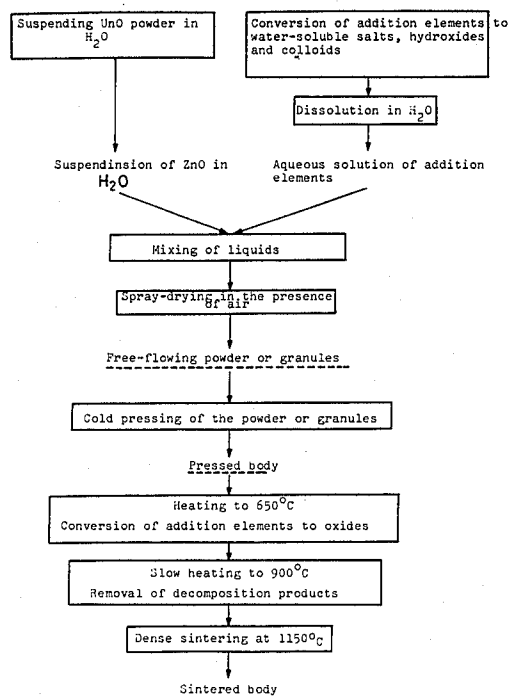 Suspending UnO powder in
H2O
Conversion of addition elements to
water-soluble salts, hydroxides
and colloids
Dissolution in H2O
Suspendinsion of ZnO in
H2O
Aqueous solution of addition
elements
Mixing of liquids
Spray-drying in the presence
of air
Free-flowing powder or granules
Cold pressing of the powder or granules
Pressed body
Heating to 650°C
Conversion of addition elements to oxides
Slow heating to 900°C
Removal of decomposition products
Dense sintering at 1150°C
Sintered body